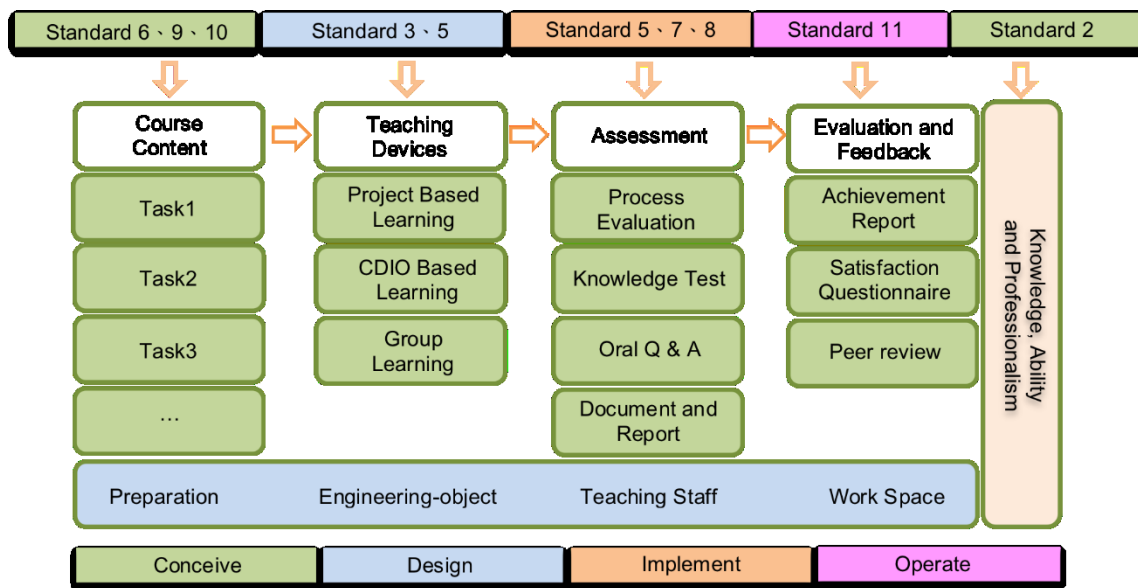 Standard 6、9、10
Standard 3、5
Standard 5、7、8
Standard 11
Standard 2
Course
Content
Teaching
Devices
Assessment
Evaluation and
Feedback
Task1
Project Based
Learning
Process
Evaluation
Achievement
Report
Task2
CDIO Based
Learning
Knowledge Test
Satisfaction
Questionnaire
Task3
Group
Learning
Oral Q & A
Peer review
…
Document and
Report
Knowledge, Ability
and Professionalism
Preparation
Engineering-object
Teaching Staff
Work Space
Conceive
Design
Implement
Operate